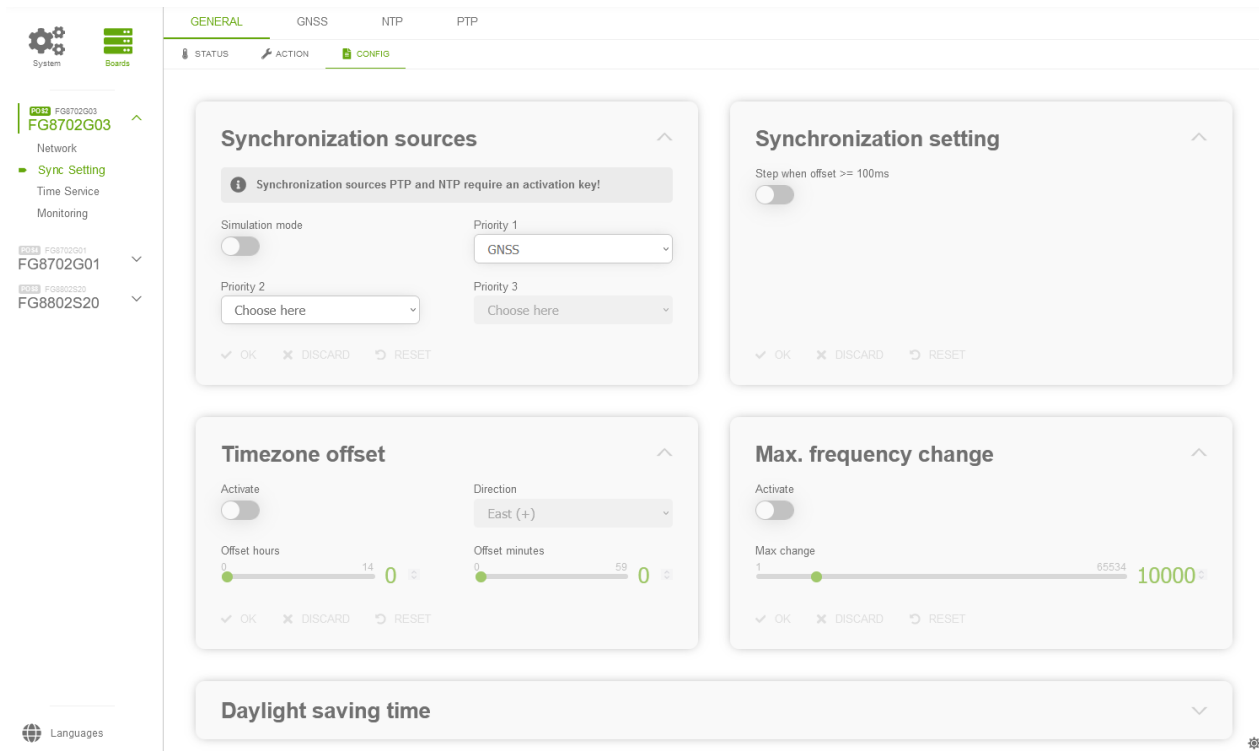 GENERAL GNSS NTP PTP
STATUS ACTION CONFIG
System Boards
POS2 FG8702G03
FG8702G03
Network
Sync Setting
Time Service
Monitoring
FG8702G01
FG8702G01
FG8802S20
FG8802S20
Languages
Synchronization sources
Synchronization sources PTP and NTP require an activation key!
Simulation mode
Priority 1
GNSS
Priority 2
Choose here
Priority 3
Choose here
OK DISCARD RESET
Synchronization setting
Step when offset >= 100ms
OK DISCARD RESET
Timezone offset
Activate
Direction
East (+)
Offset hours
0 14 0
Offset minutes
0 59 0
OK DISCARD RESET
Max. frequency change
Activate
Max change
1 65534 10000
OK DISCARD RESET
Daylight saving time